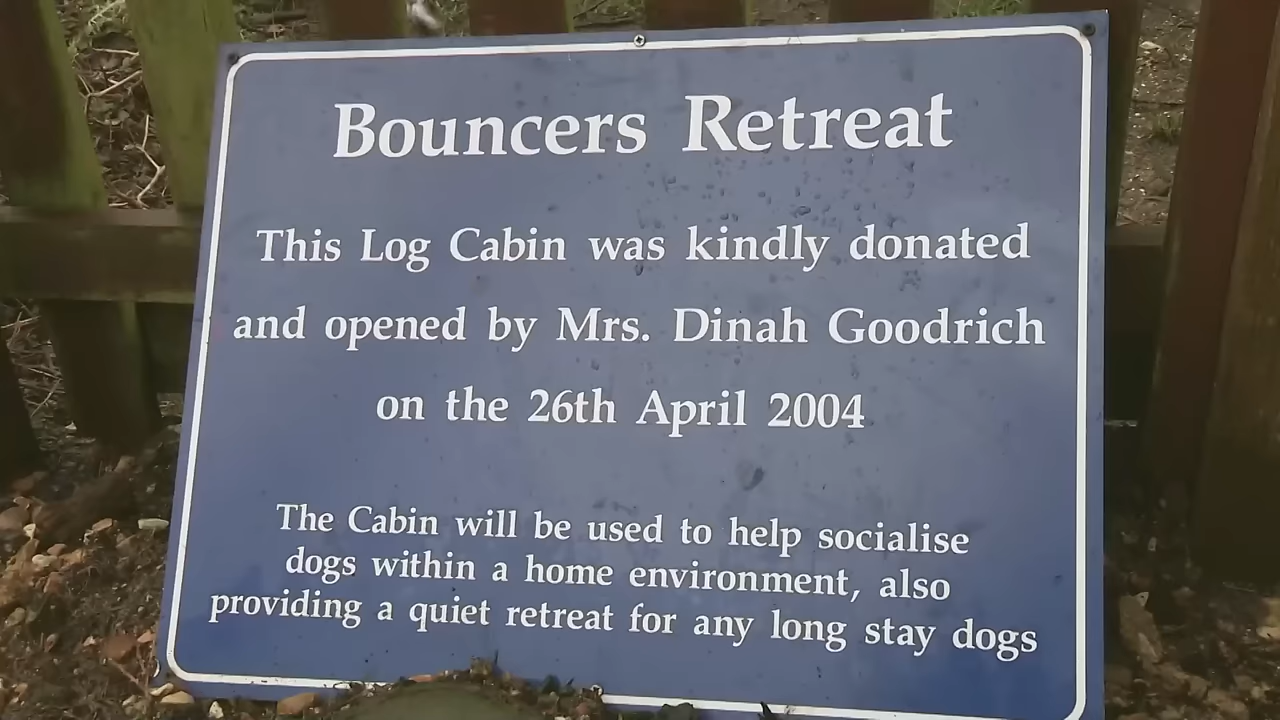 Bouncers Retreat
This Log Cabin was kindly donated
and opened by Mrs. Dinah Goodrich
on the 26th April 2004
The Cabin will be used to help socialise
dogs within a home environment, also
providing a quiet retreat for any long stay dogs